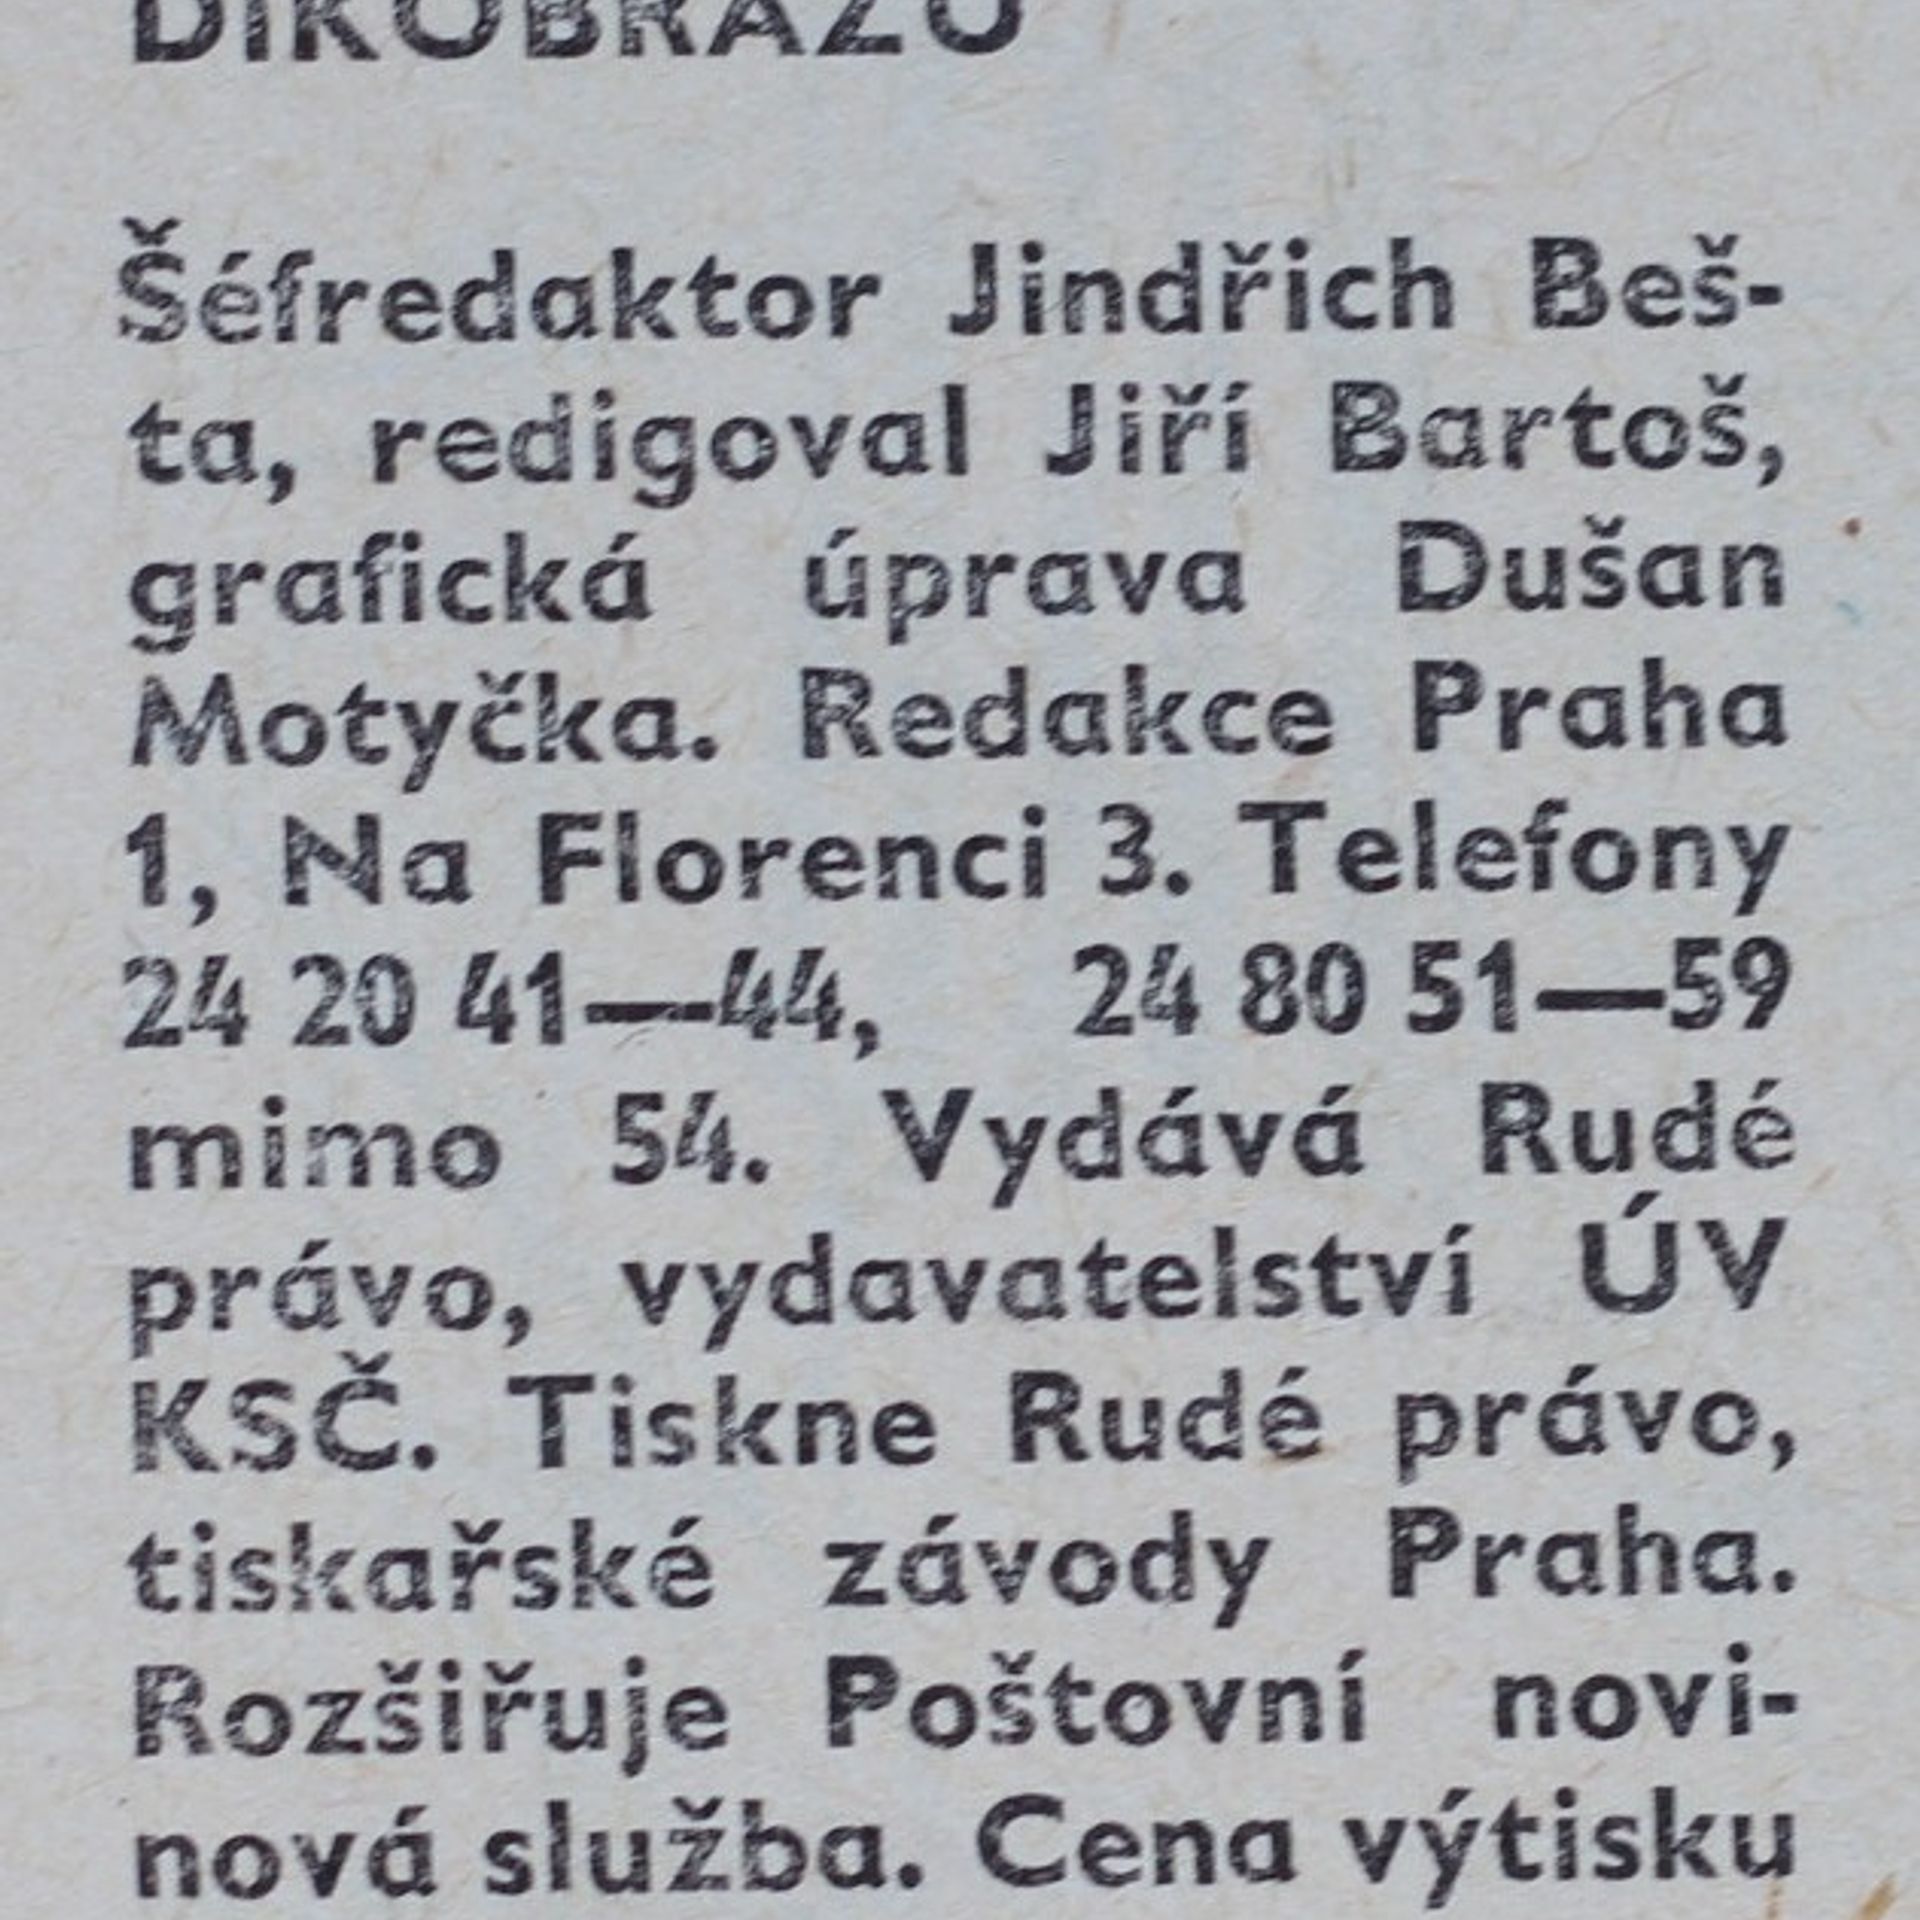 DIKOBRAZU
Šéfredaktor Jindřich Beš-
ta, redigoval Jiří Bartoš,
grafická úprava Dušan
Motyčka. Redakce Praha
1, Na Florenci 3. Telefony
24 20 41—44, 24 80 51—59
mimo 54. Vydává Rudé
právo, vydavatelství ÚV
KSČ. Tiskne Rudé právo,
tiskařské závody Praha.
Rozšiřuje Poštovní novi-
nová služba. Cena výtisku